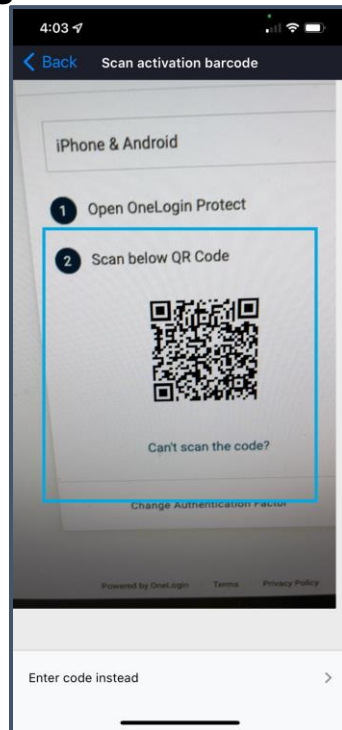 4:03
Back Scan activation barcode
iPhone & Android
1 Open OneLogin Protect
2 Scan below QR Code
Can't scan the code?
Change Authentication Factor
Powered by OneLogin Terms Privacy Policy
Enter code instead